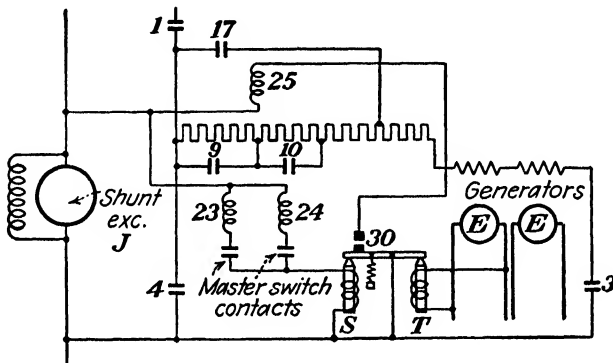 1
17
25
9
10
Shunt
exc.
J
23
24
30
Generators
E
E
4
Master switch
contacts
3
S
T